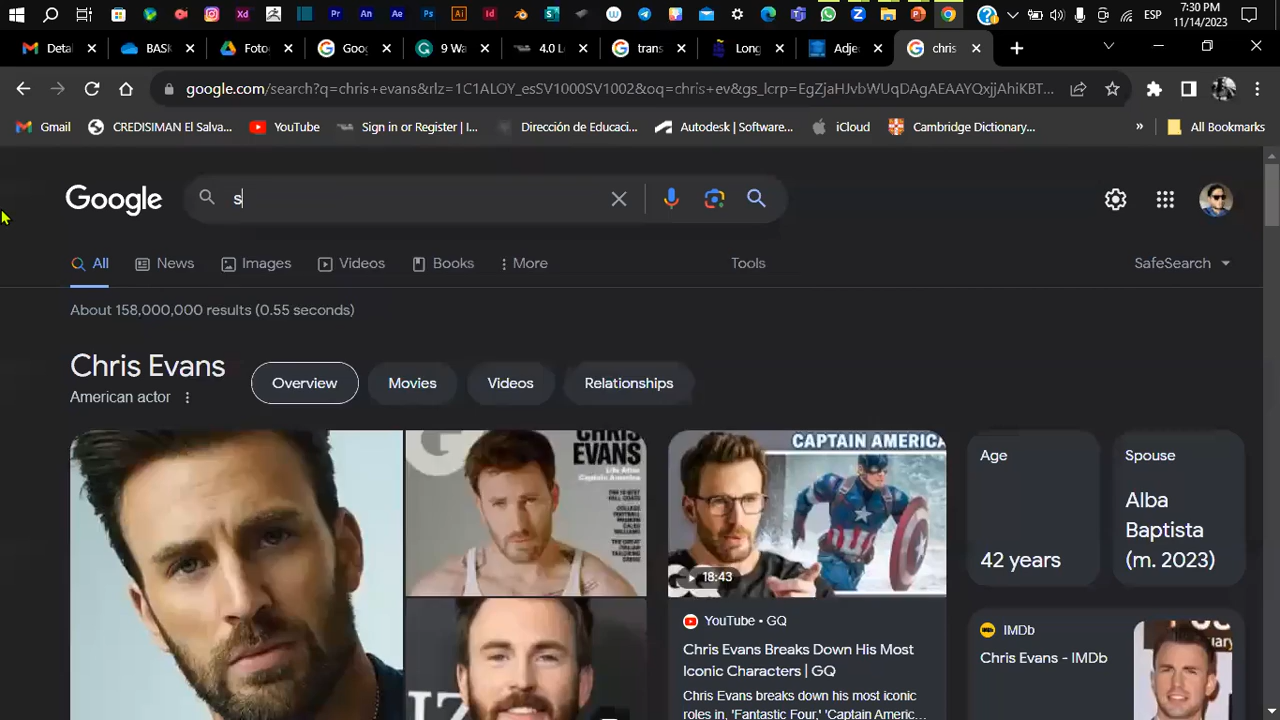 7:30 PM
ESP
11/14/2023
Detal
BASI
Foto
Goog
9 Wa
4.0 L
trans
Long
Adje
chris
google.com/search?q=chris+evans&rlz=1C1ALOY_esSV1000SV1002&oq=chris+ev&gs_lcrp=EgZjaHJvbWUqDAgAEAAYQxjjAhiKBT...
Gmail
CREDISIMAN El Salva...
YouTube
Sign in or Register | I...
Dirección de Educaci...
Autodesk | Software...
iCloud
Cambridge Dictionary...
»
All Bookmarks
Google
s
All
News
Images
Videos
Books
More
Tools
SafeSearch
About 158,000,000 results (0.55 seconds)
Chris Evans
American actor
Overview
Movies
Videos
Relationships
CHRIS
EVANS
CAPTAIN AMERICA
18:43
YouTube • GQ
Chris Evans Breaks Down His Most
Iconic Characters | GQ
Chris Evans breaks down his most iconic
roles in, 'Fantastic Four,' 'Captain Americ...
Age
42 years
Spouse
Alba
Baptista
(m. 2023)
IMDb
Chris Evans - IMDb